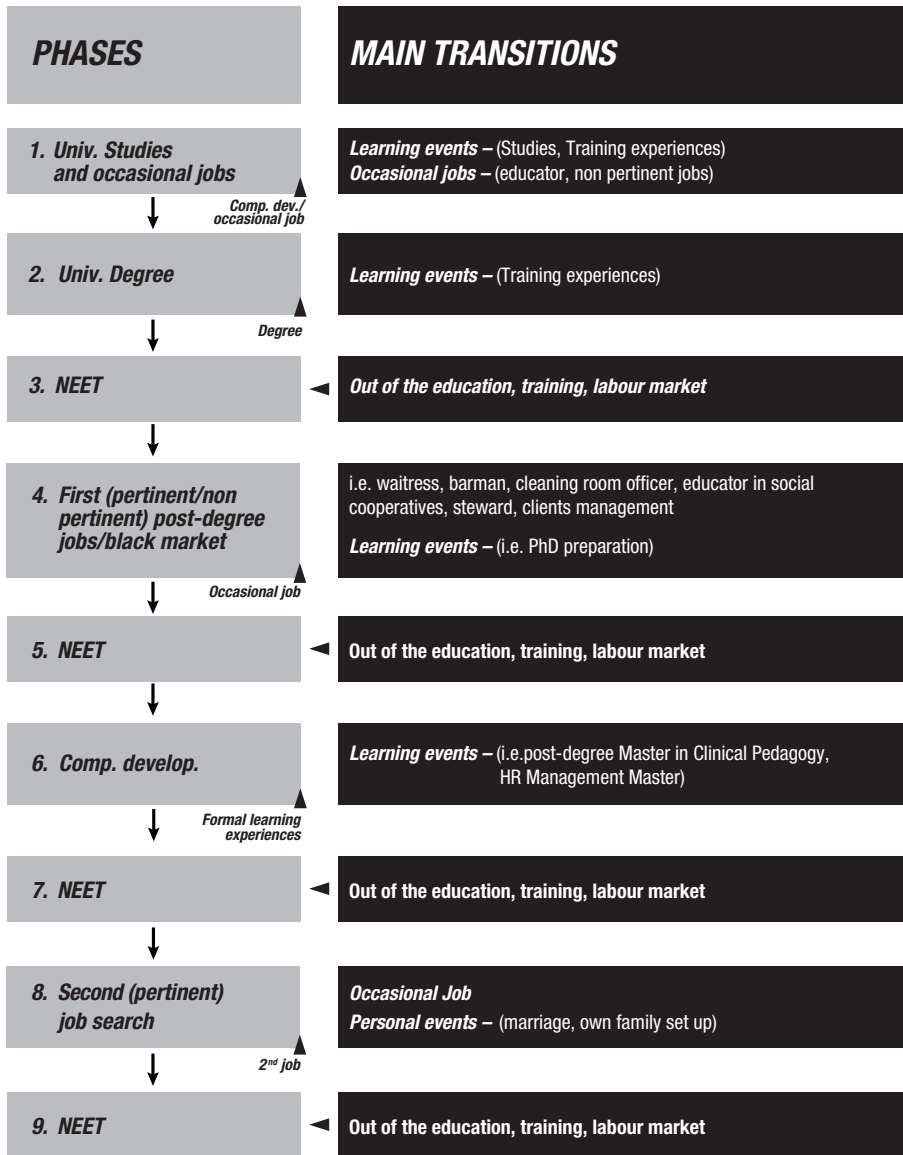 PHASES
MAIN TRANSITIONS
1. Univ. Studies
and occasional jobs
Learning events – (Studies, Training experiences)
Occasional jobs – (educator, non pertinent jobs)
Comp. dev./
occasional job
2. Univ. Degree
Learning events – (Training experiences)
Degree
3. NEET
Out of the education, training, labour market
4. First (pertinent/non
pertinent) post-degree
jobs/black market
i.e. waitress, barman, cleaning room officer, educator in social
cooperatives, steward, clients management
Learning events – (i.e. PhD preparation)
Occasional job
5. NEET
Out of the education, training, labour market
6. Comp. develop.
Learning events – (i.e.post-degree Master in Clinical Pedagogy,
HR Management Master)
Formal learning
experiences
7. NEET
Out of the education, training, labour market
8. Second (pertinent)
job search
Occasional Job
Personal events – (marriage, own family set up)
2nd job
9. NEET
Out of the education, training, labour market